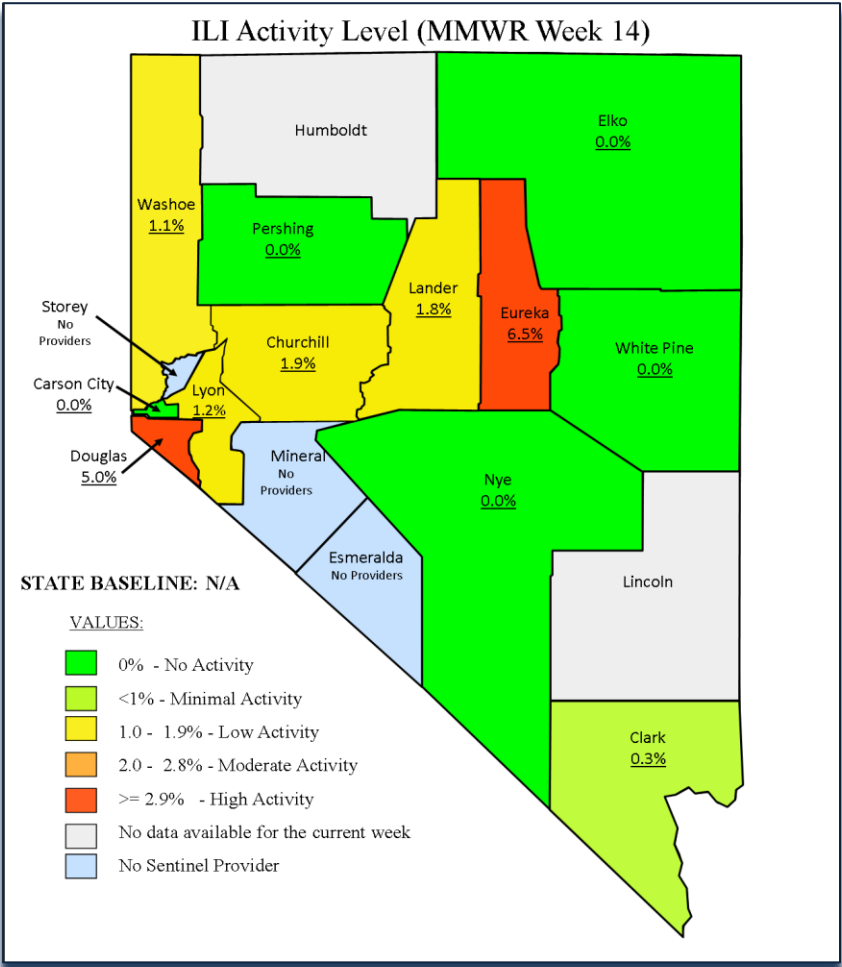 ILI Activity Level (MMWR Week 14)
Humboldt
Elko
0.0%
Washoe
1.1%
Pershing
0.0%
Lander
1.8%
Eureka
6.5%
Storey
No
Providers
Churchill
1.9%
White Pine
0.0%
Carson City
0.0%
Lyon
1.2%
Douglas
5.0%
Mineral
No
Providers
Nye
0.0%
Esmeralda
No Providers
Lincoln
STATE BASELINE: N/A
VALUES:
0% - No Activity
<1% - Minimal Activity
1.0 - 1.9% - Low Activity
2.0 - 2.8% - Moderate Activity
>= 2.9% - High Activity
No data available for the current week
No Sentinel Provider
Clark
0.3%